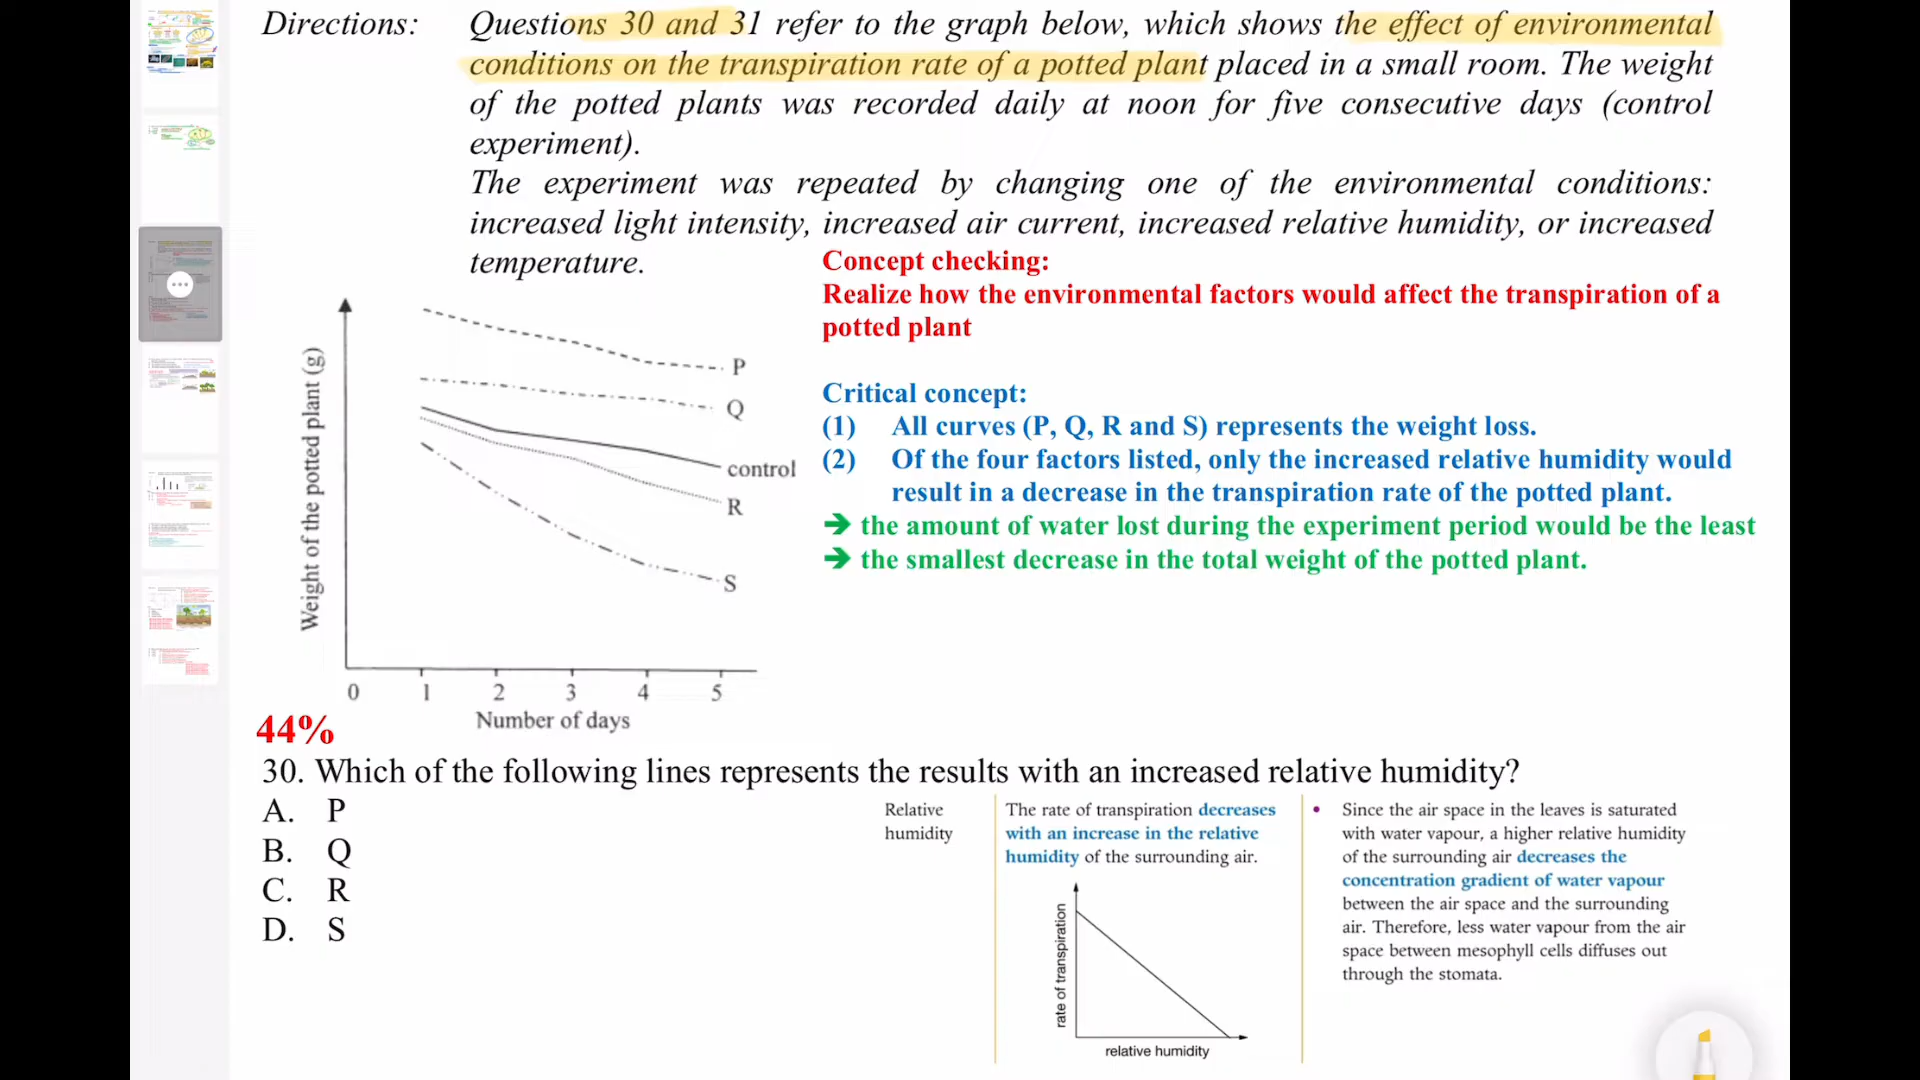 Directions: Questions 30 and 31 refer to the graph below, which shows the effect of environmental
conditions on the transpiration rate of a potted plant placed in a small room. The weight
of the potted plants was recorded daily at noon for five consecutive days (control
experiment).
The experiment was repeated by changing one of the environmental conditions:
increased light intensity, increased air current, increased relative humidity, or increased
temperature.
Concept checking:
Realize how the environmental factors would affect the transpiration of a
potted plant
Critical concept:
(1) All curves (P, Q, R and S) represents the weight loss.
(2) Of the four factors listed, only the increased relative humidity would
result in a decrease in the transpiration rate of the potted plant.
➔ the amount of water lost during the experiment period would be the least
➔ the smallest decrease in the total weight of the potted plant.
Weight of the potted plant (g)
P
Q
control
R
S
0 1 2 3 4 5
Number of days
44%
30. Which of the following lines represents the results with an increased relative humidity?
A. P
B. Q
C. R
D. S
Relative
humidity
The rate of transpiration decreases
with an increase in the relative
humidity of the surrounding air.
rate of transpiration
relative humidity
• Since the air space in the leaves is saturated
with water vapour, a higher relative humidity
of the surrounding air decreases the
concentration gradient of water vapour
between the air space and the surrounding
air. Therefore, less water vapour from the air
space between mesophyll cells diffuses out
through the stomata.